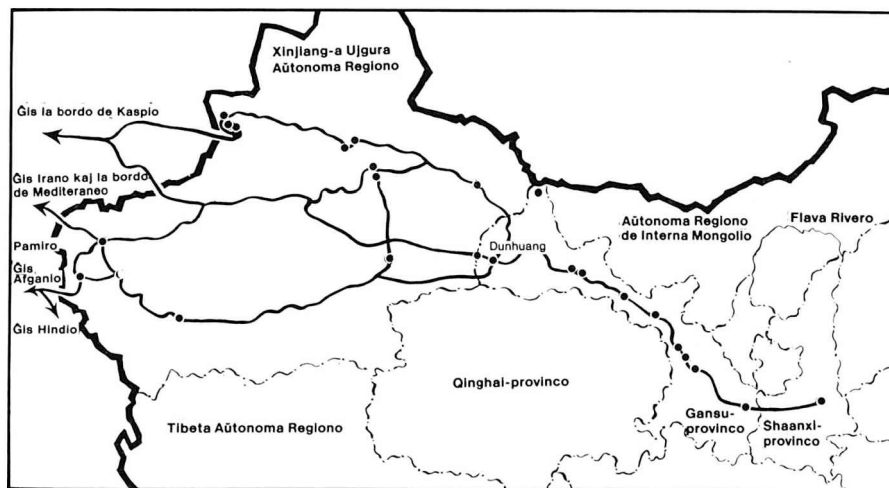 Xinjiang-a Ujgura
Aŭtonoma Regiono
Ĝis la bordo de Kaspio
Ĝis Irano kaj la bordo
de Mediteraneo
Aŭtonoma Regiono
de Interna Mongolio
Flava Rivero
Pamiro
Dunhuang
Ĝis
Afganio
Ĝis Hindio
Qinghai-provinco
Tibeta Aŭtonoma Regiono
Gansu-
provinco
Shaanxi-
provinco